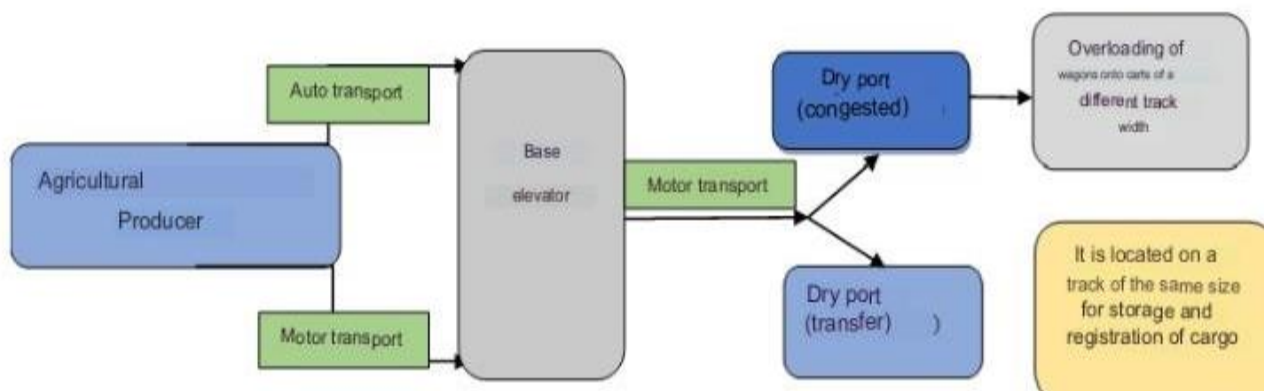 Agricultural
Producer
Auto transport
Motor transport
Base
elevator
Motor transport
Dry port
(congested)
Dry port
(transfer) )
Overloading of
wagons onto carts of a
different track
width
It is located on a
track of the same size
for storage and
registration of cargo